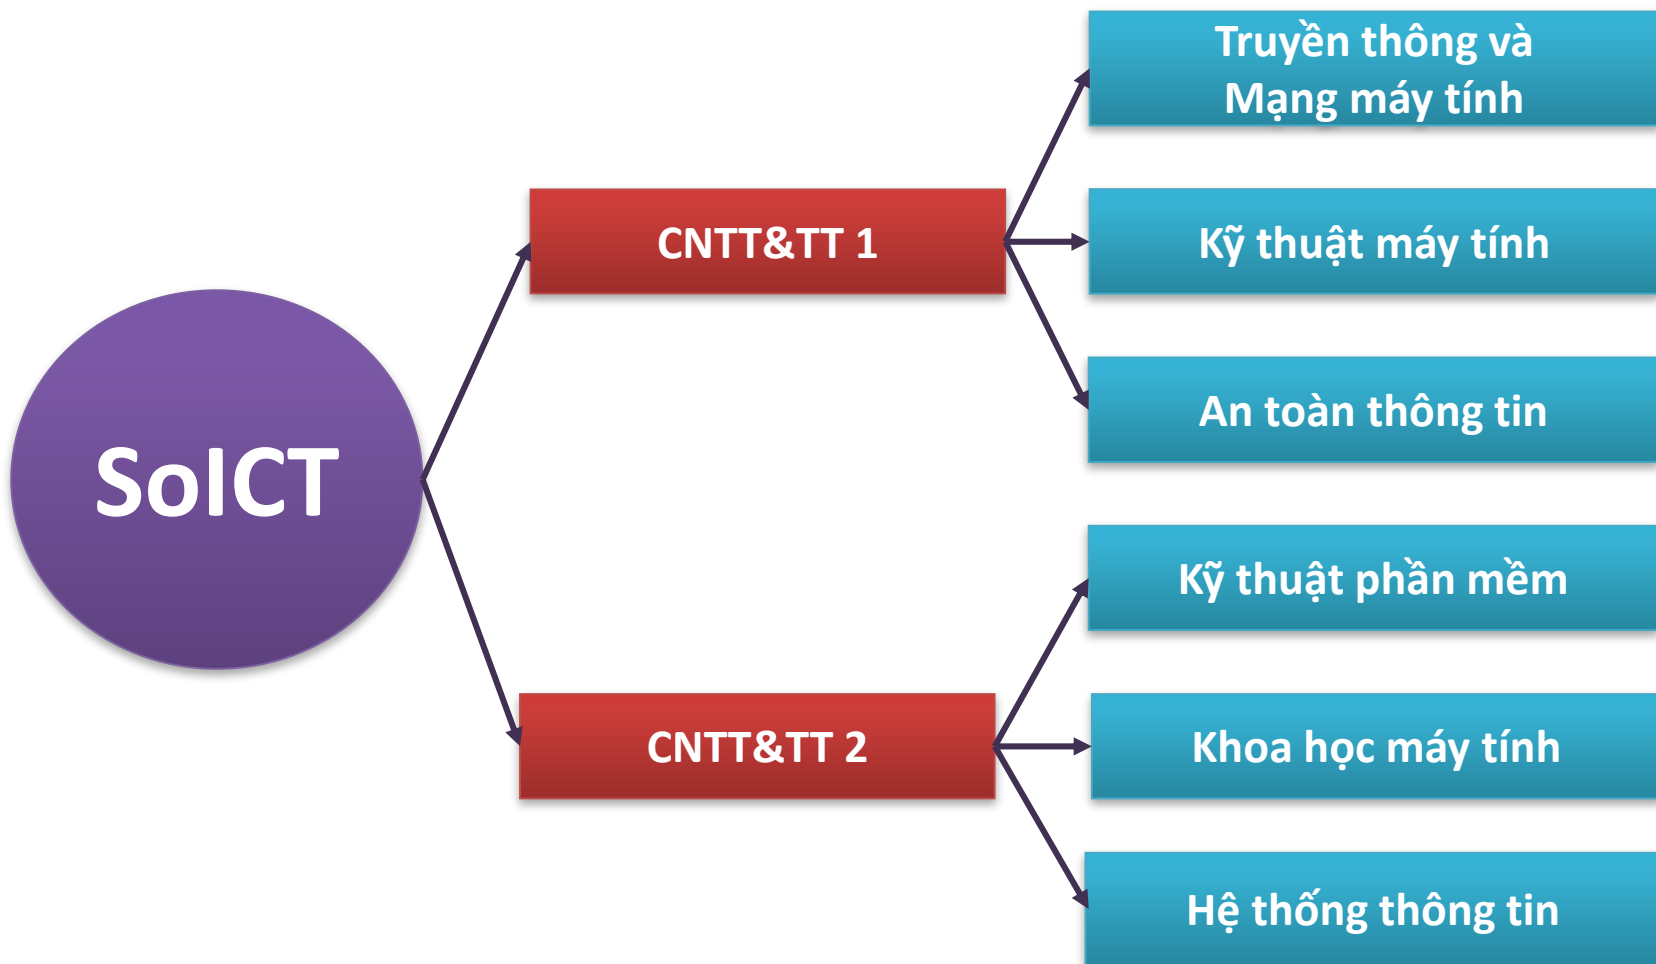 SoICT
CNTT&TT 1
Truyền thông và
Mạng máy tính
Kỹ thuật máy tính
An toàn thông tin
CNTT&TT 2
Kỹ thuật phần mềm
Khoa học máy tính
Hệ thống thông tin